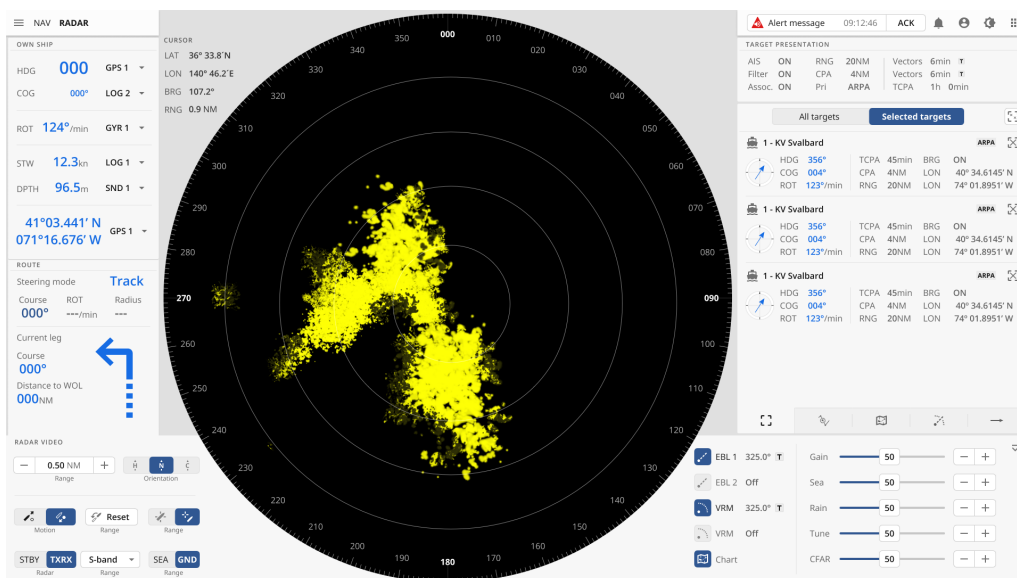 NAV RADAR
OWN SHIP
HDG 000 GPS 1
COG 000° LOG 2
ROT 124°/min GYR 1
STW 12.3kn LOG 1
DPTH 96.5m SND 1
41°03.441′ N
071°16.676′ W GPS 1
ROUTE
Steering mode Track
Course ROT Radius
000° ---/min ---
Current leg
Course
000°
Distance to WOL
000NM
CURSOR
LAT 36° 33.8′N
LON 140° 46.2′E
BRG 107.2°
RNG 0.9 NM
000
010
020
030
040
050
060
070
080
090
100
110
120
130
140
150
160
170
180
190
200
210
220
230
240
250
260
270
280
290
300
310
320
330
340
350
Alert message 09:12:46 ACK
TARGET PRESENTATION
AIS ON RNG 20NM Vectors 6min T
Filter ON CPA 4NM Vectors 6min T
Assoc. ON Pri ARPA TCPA 1h 0min
All targets Selected targets
1 - KV Svalbard ARPA
HDG 356° TCPA 45min BRG ON
COG 004° CPA 4NM LON 40° 34.6145′ N
ROT 123°/min RNG 20NM LON 74° 01.8951′ W
1 - KV Svalbard ARPA
HDG 356° TCPA 45min BRG ON
COG 004° CPA 4NM LON 40° 34.6145′ N
ROT 123°/min RNG 20NM LON 74° 01.8951′ W
1 - KV Svalbard ARPA
HDG 356° TCPA 45min BRG ON
COG 004° CPA 4NM LON 40° 34.6145′ N
ROT 123°/min RNG 20NM LON 74° 01.8951′ W
RADAR VIDEO
− 0.50 NM + H N C
Range Orientation
Reset
Motion Range Range
STBY TXRX S-band SEA GND
Radar Range Range
EBL 1 325.0° T
EBL 2 Off
VRM 325.0° T
VRM Off
Chart
Gain 50 − +
Sea 50 − +
Rain 50 − +
Tune 50 − +
CFAR 50 − +